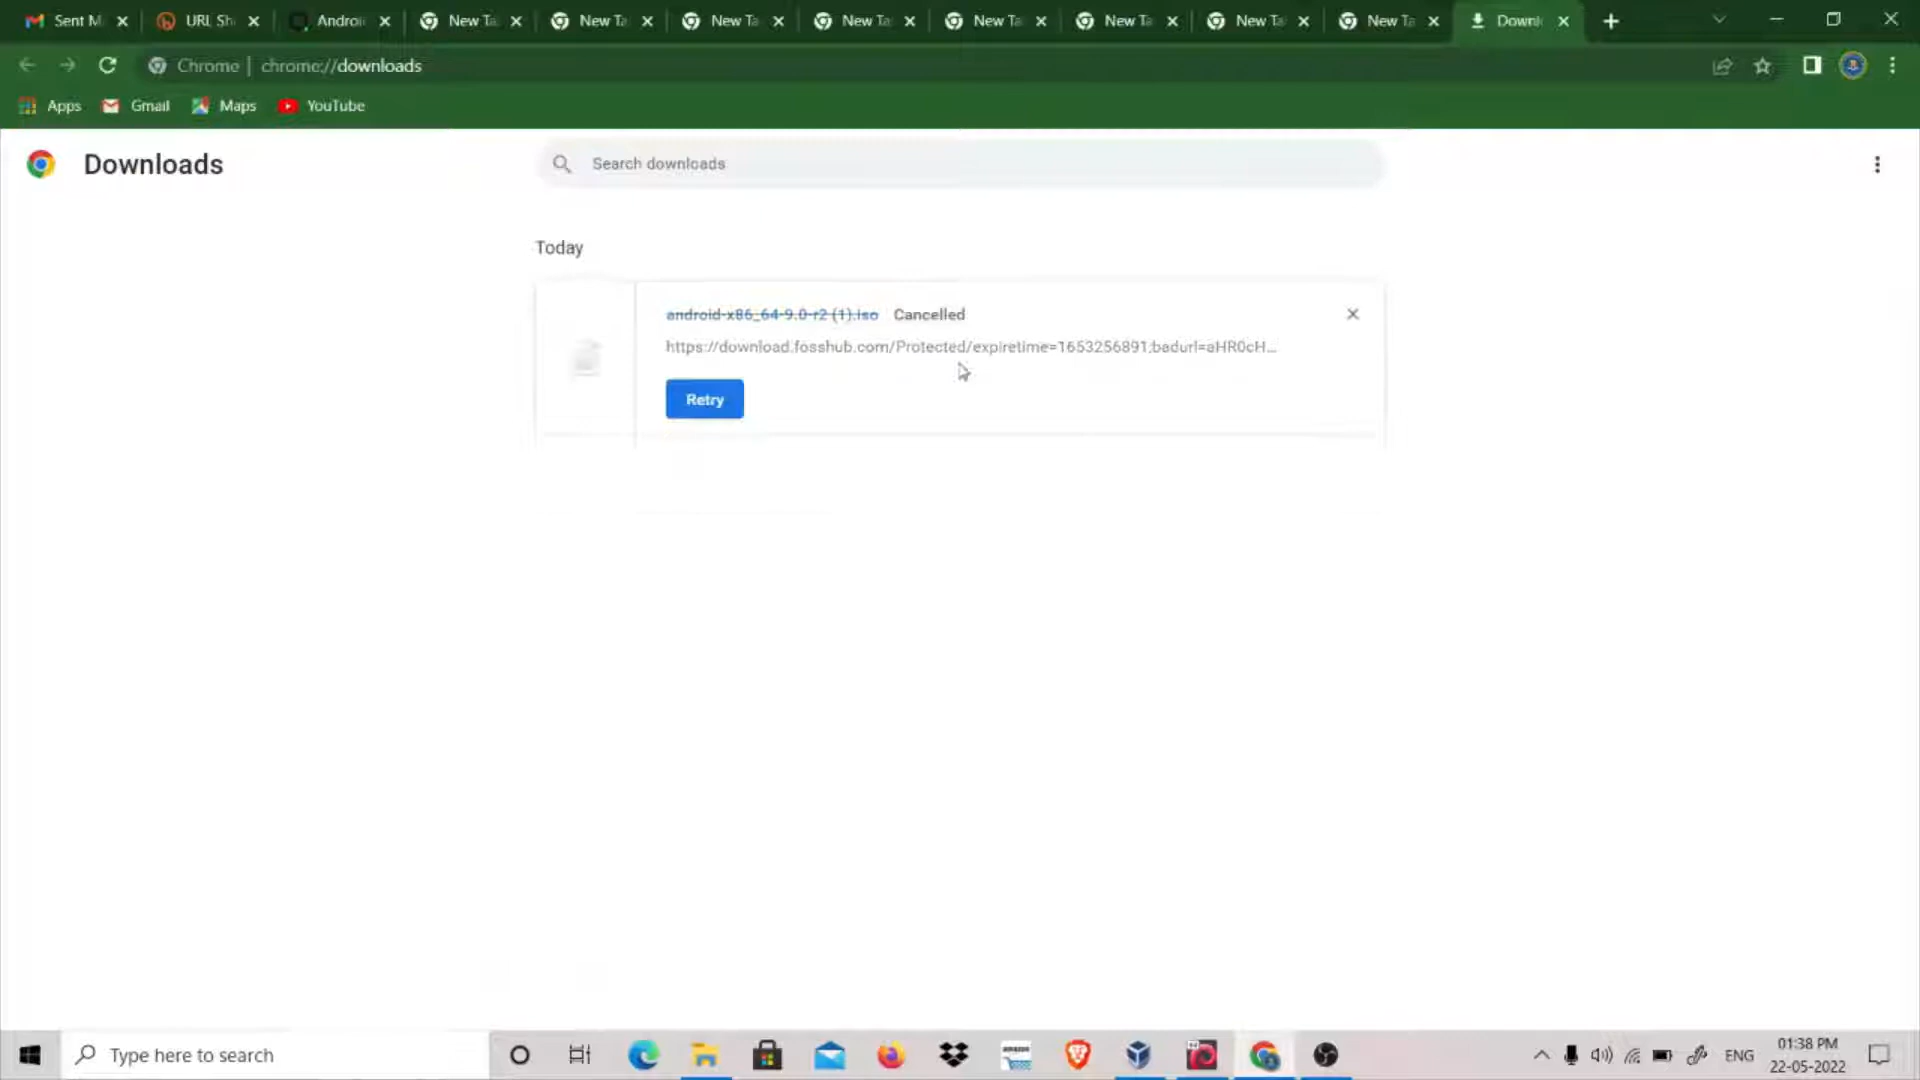 Sent M
URL Sh
Androi
New Ta
New Ta
New Ta
New Ta
New Ta
New Ta
New Ta
New Ta
Downl
Chrome | chrome://downloads
Apps
Gmail
Maps
YouTube
Downloads
Search downloads
Today
android-x86_64-9.0-r2 (1).iso Cancelled
https://download.fosshub.com/Protected/expiretime=1653256891;badurl=aHR0cH...
Retry
Type here to search
amazon
ENG
01:38 PM
22-05-2022